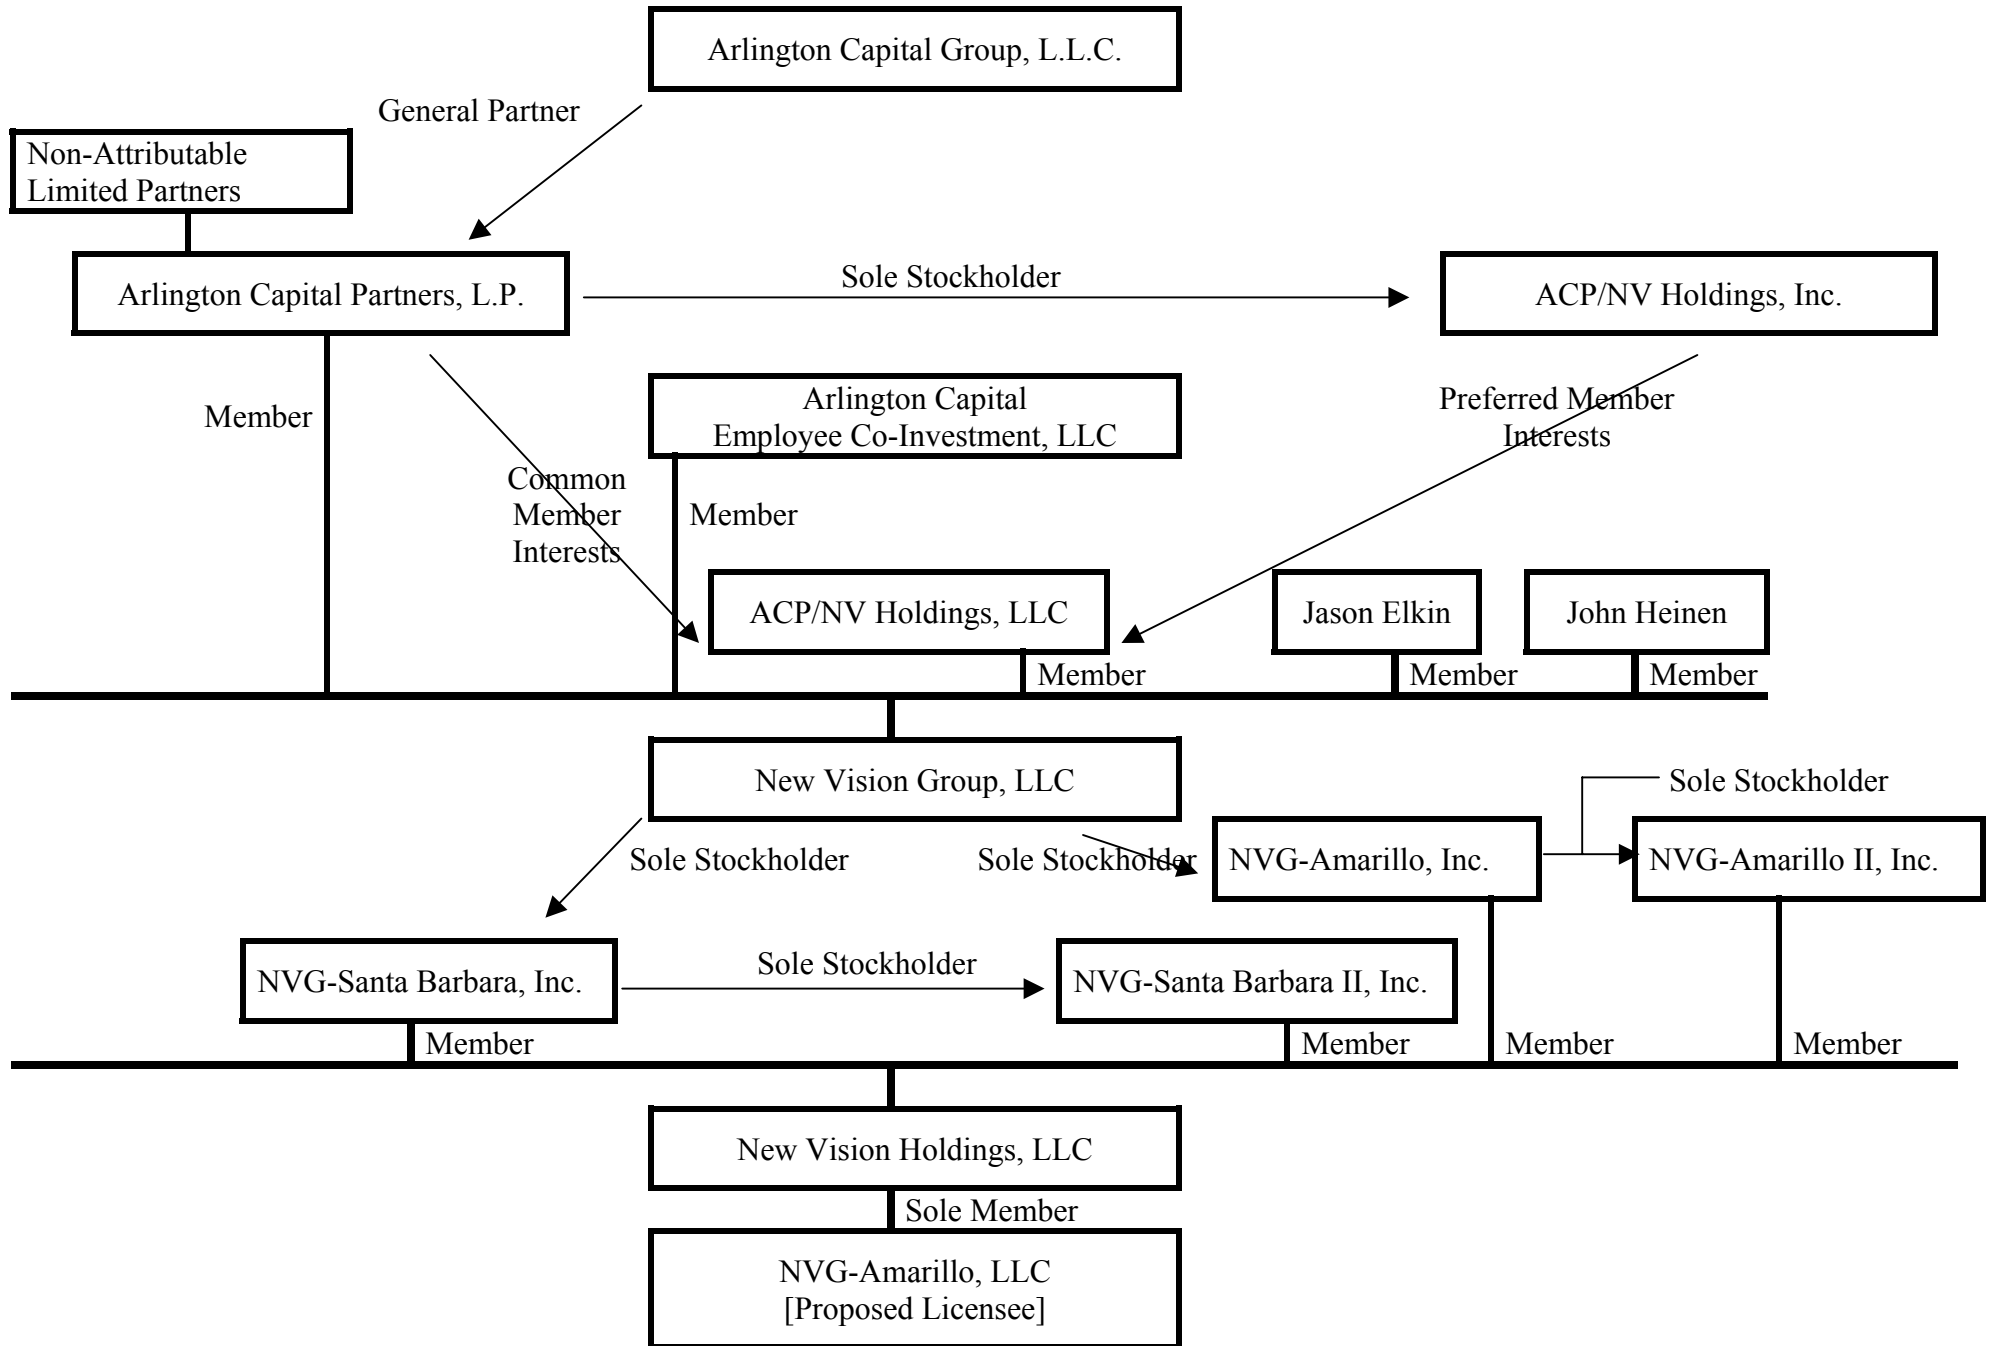 Arlington Capital Group, L.L.C.
General Partner
Non-Attributable
Limited Partners
Arlington Capital Partners, L.P.
Sole Stockholder
ACP/NV Holdings, Inc.
Member
Arlington Capital
Employee Co-Investment, LLC
Preferred Member
Interests
Common
Member
Interests
Member
ACP/NV Holdings, LLC
Jason Elkin
John Heinen
Member
Member
Member
New Vision Group, LLC
Sole Stockholder
Sole Stockholder
Sole Stockholder
NVG-Amarillo, Inc.
NVG-Amarillo II, Inc.
NVG-Santa Barbara, Inc.
Sole Stockholder
NVG-Santa Barbara II, Inc.
Member
Member
Member
Member
New Vision Holdings, LLC
Sole Member
NVG-Amarillo, LLC
[Proposed Licensee]